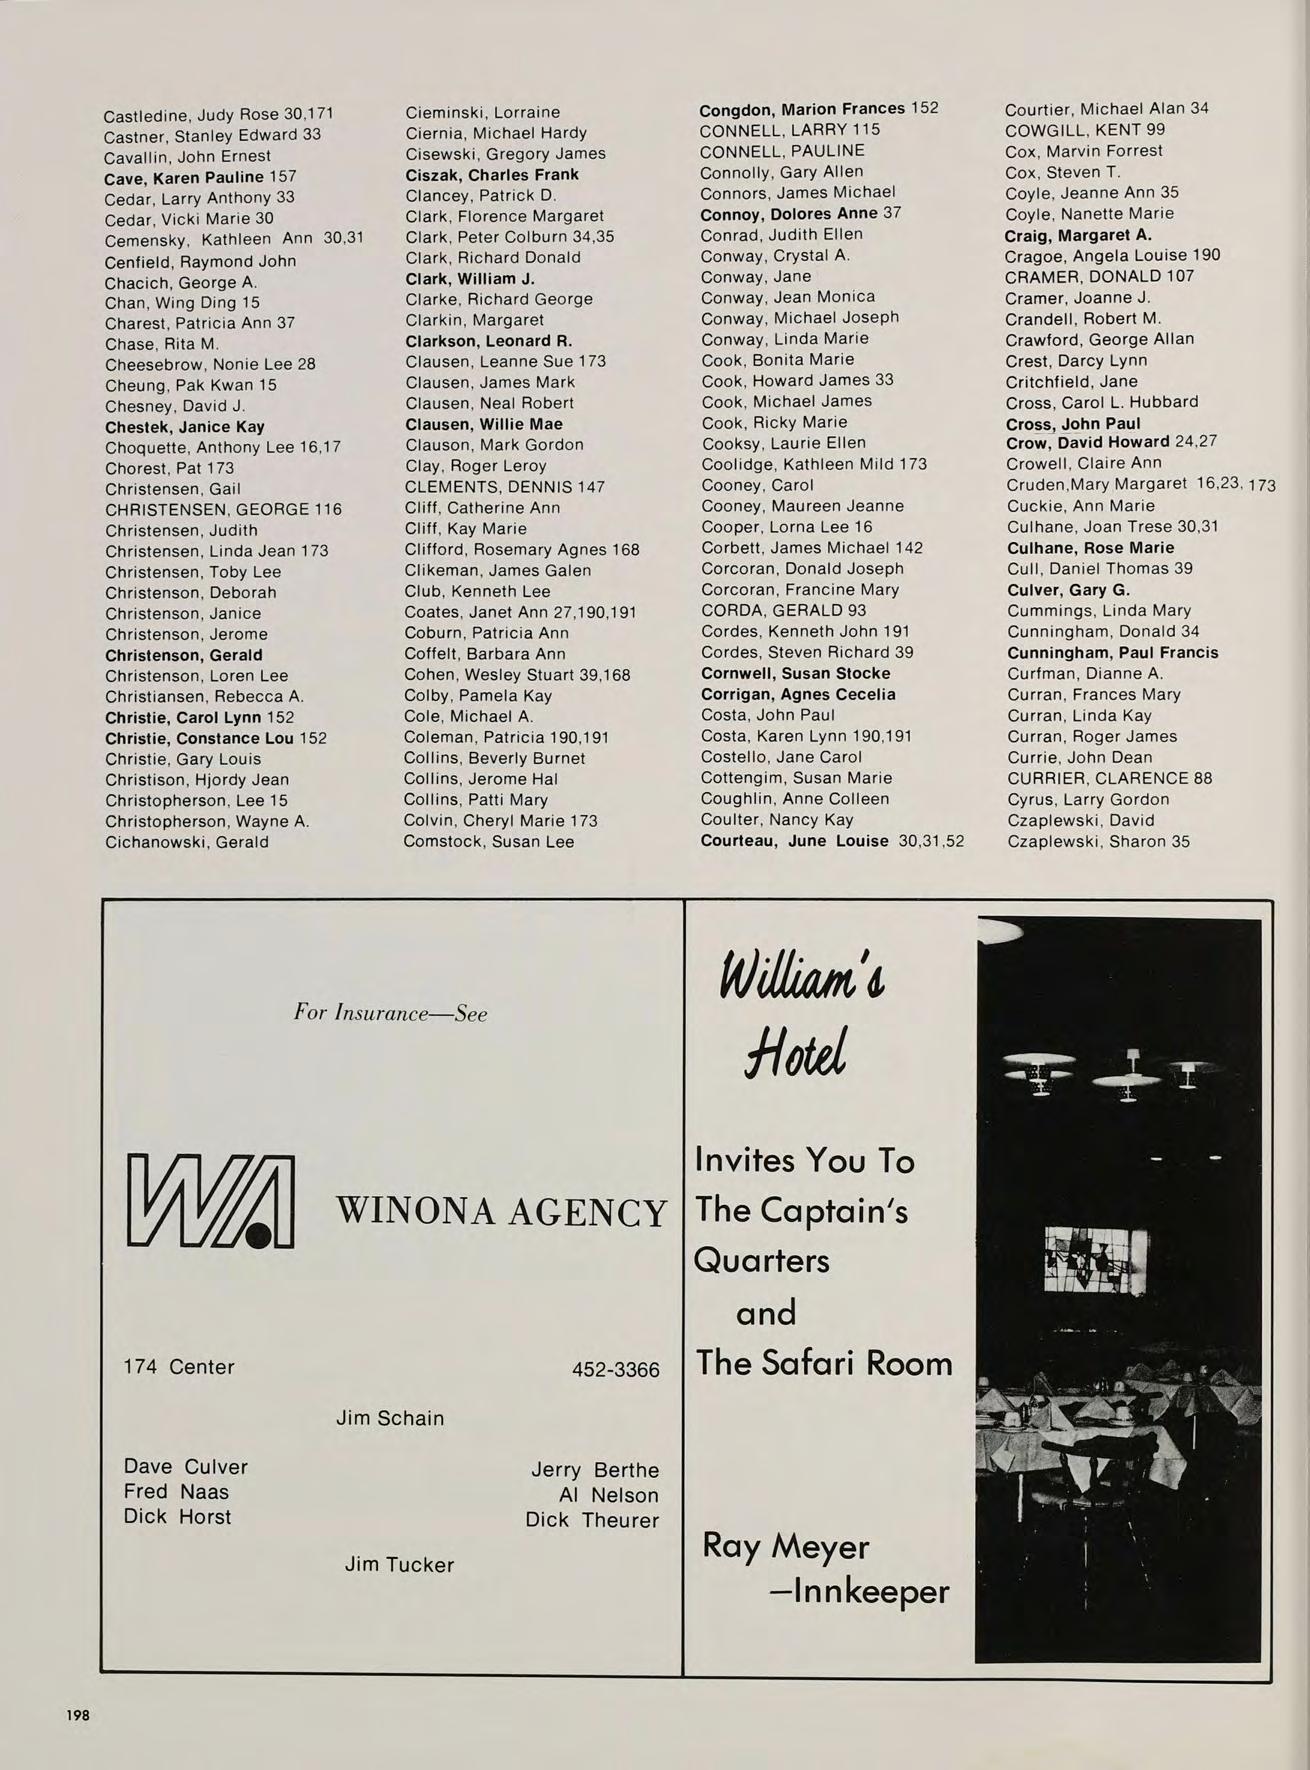 Castledine, Judy Rose 30,171
Castner, Stanley Edward 33
Cavallin, John Ernest
Cave, Karen Pauline 157
Cedar, Larry Anthony 33
Cedar, Vicki Marie 30
Cemensky, Kathleen Ann 30,31
Cenfield, Raymond John
Chacich, George A.
Chan, Wing Ding 15
Charest, Patricia Ann 37
Chase, Rita M.
Cheesebrow, Nonie Lee 28
Cheung, Pak Kwan 15
Chesney, David J.
Chestek, Janice Kay
Choquette, Anthony Lee 16,17
Chorest, Pat 173
Christensen, Gail
CHRISTENSEN, GEORGE 116
Christensen, Judith
Christensen, Linda Jean 173
Christensen, Toby Lee
Christenson, Deborah
Christenson, Janice
Christenson, Jerome
Christenson, Gerald
Christenson, Loren Lee
Christiansen, Rebecca A.
Christie, Carol Lynn 152
Christie, Constance Lou 152
Christie, Gary Louis
Christison, Hjordy Jean
Christopherson, Lee 15
Christopherson, Wayne A.
Cichanowski, Gerald
Cieminski, Lorraine
Ciernia, Michael Hardy
Cisewski, Gregory James
Ciszak, Charles Frank
Clancey, Patrick D.
Clark, Florence Margaret
Clark, Peter Colburn 34,35
Clark, Richard Donald
Clark, William J.
Clarke, Richard George
Clarkin, Margaret
Clarkson, Leonard R.
Clausen, Leanne Sue 173
Clausen, James Mark
Clausen, Neal Robert
Clausen, Willie Mae
Clauson, Mark Gordon
Clay, Roger Leroy
CLEMENTS, DENNIS 147
Cliff, Catherine Ann
Cliff, Kay Marie
Clifford, Rosemary Agnes 168
Clikeman, James Galen
Club, Kenneth Lee
Coates, Janet Ann 27,190,191
Coburn, Patricia Ann
Coffelt, Barbara Ann
Cohen, Wesley Stuart 39,168
Colby, Pamela Kay
Cole, Michael A.
Coleman, Patricia 190,191
Collins, Beverly Burnet
Collins, Jerome Hal
Collins, Patti Mary
Colvin, Cheryl Marie 173
Comstock, Susan Lee
Congdon, Marion Frances 152
CONNELL, LARRY 115
CONNELL, PAULINE
Connolly, Gary Allen
Connors, James Michael
Connoy, Dolores Anne 37
Conrad, Judith Ellen
Conway, Crystal A.
Conway, Jane
Conway, Jean Monica
Conway, Michael Joseph
Conway, Linda Marie
Cook, Bonita Marie
Cook, Howard James 33
Cook, Michael James
Cook, Ricky Marie
Cooksy, Laurie Ellen
Coolidge, Kathleen Mild 173
Cooney, Carol
Cooney, Maureen Jeanne
Cooper, Lorna Lee 16
Corbett, James Michael 142
Corcoran, Donald Joseph
Corcoran, Francine Mary
CORDA, GERALD 93
Cordes, Kenneth John 191
Cordes, Steven Richard 39
Cornwell, Susan Stocke
Corrigan, Agnes Cecelia
Costa, John Paul
Costa, Karen Lynn 190,191
Costello, Jane Carol
Cottengim, Susan Marie
Coughlin, Anne Colleen
Coulter, Nancy Kay
Courteau, June Louise 30,31,52
Courtier, Michael Alan 34
COWGILL, KENT 99
Cox, Marvin Forrest
Cox, Steven T.
Coyle, Jeanne Ann 35
Coyle, Nanette Marie
Craig, Margaret A.
Cragoe, Angela Louise 190
CRAMER, DONALD 107
Cramer, Joanne J.
Crandell, Robert M.
Crawford, George Allan
Crest, Darcy Lynn
Critchfield, Jane
Cross, Carol L. Hubbard
Cross, John Paul
Crow, David Howard 24,27
Crowell, Claire Ann
Cruden,Mary Margaret 16,23,173
Cuckie, Ann Marie
Culhane, Joan Trese 30,31
Culhane, Rose Marie
Cull, Daniel Thomas 39
Culver, Gary G.
Cummings, Linda Mary
Cunningham, Donald 34
Cunningham, Paul Francis
Curfman, Dianne A.
Curran, Frances Mary
Curran, Linda Kay
Curran, Roger James
Currie, John Dean
CURRIER, CLARENCE 88
Cyrus, Larry Gordon
Czaplewski, David
Czaplewski, Sharon 35
For Insurance—See
WA
WINONA AGENCY
174 Center
452-3366
Jim Schain
Dave Culver
Fred Naas
Dick Horst
Jerry Berthe
Al Nelson
Dick Theurer
Jim Tucker
William's
Hotel
Invites You To
The Captain's
Quarters
and
The Safari Room
Ray Meyer
—Innkeeper
198